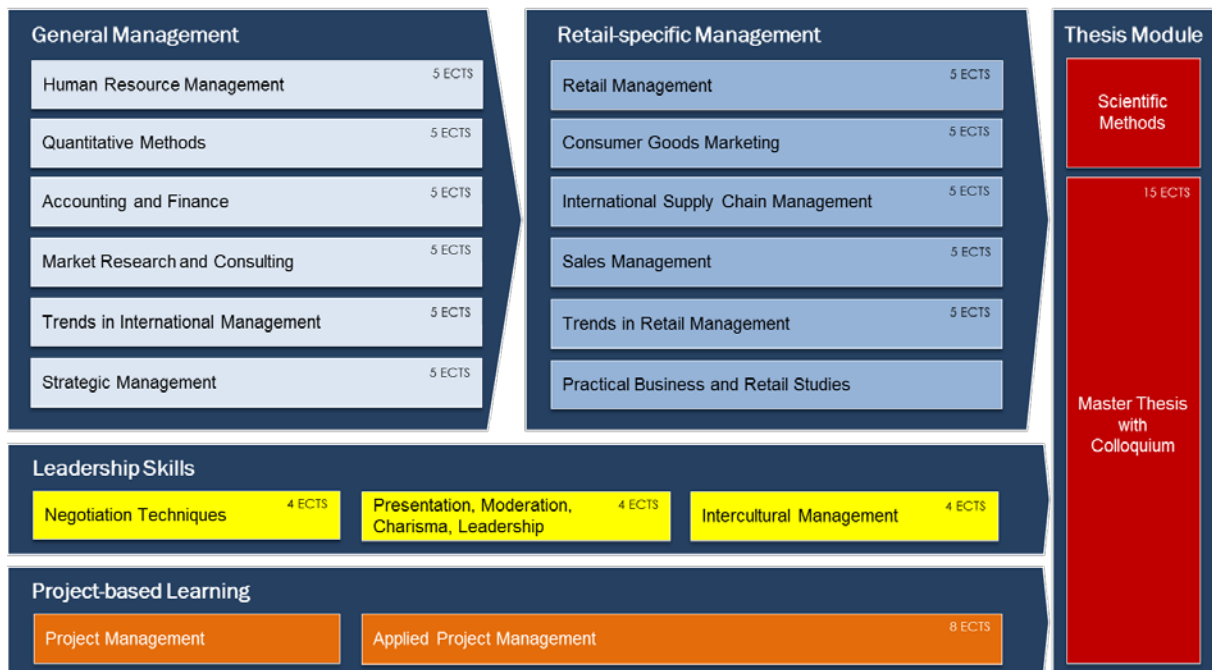 General Management
Human Resource Management
5 ECTS
Quantitative Methods
5 ECTS
Accounting and Finance
5 ECTS
Market Research and Consulting
5 ECTS
Trends in International Management
5 ECTS
Strategic Management
5 ECTS
Retail-specific Management
Retail Management
5 ECTS
Consumer Goods Marketing
5 ECTS
International Supply Chain Management
5 ECTS
Sales Management
5 ECTS
Trends in Retail Management
5 ECTS
Practical Business and Retail Studies
Leadership Skills
Negotiation Techniques
4 ECTS
Presentation, Moderation,
Charisma, Leadership
4 ECTS
Intercultural Management
4 ECTS
Project-based Learning
Project Management
Applied Project Management
8 ECTS
Thesis Module
Scientific
Methods
15 ECTS
Master Thesis
with
Colloquium